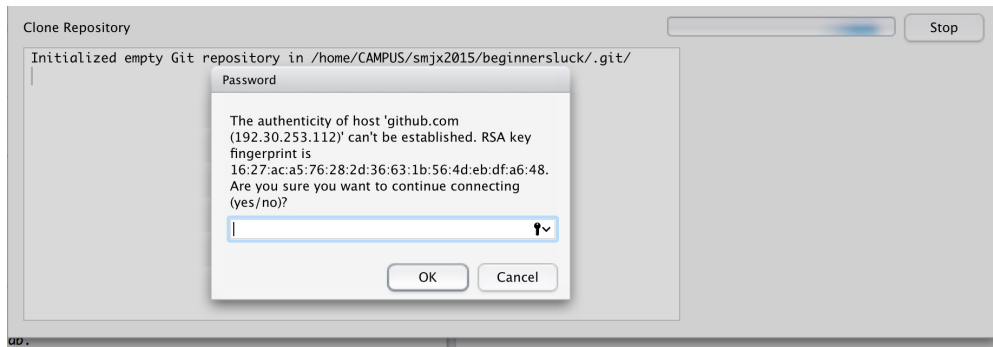 Clone Repository
Stop
Initialized empty Git repository in /home/CAMPUS/smjx2015/beginnersluck/.git/
Password
The authenticity of host 'github.com
(192.30.253.112)' can't be established. RSA key
fingerprint is
16:27:ac:a5:76:28:2d:36:63:1b:56:4d:eb:df:a6:48.
Are you sure you want to continue connecting
(yes/no)?
OK
Cancel